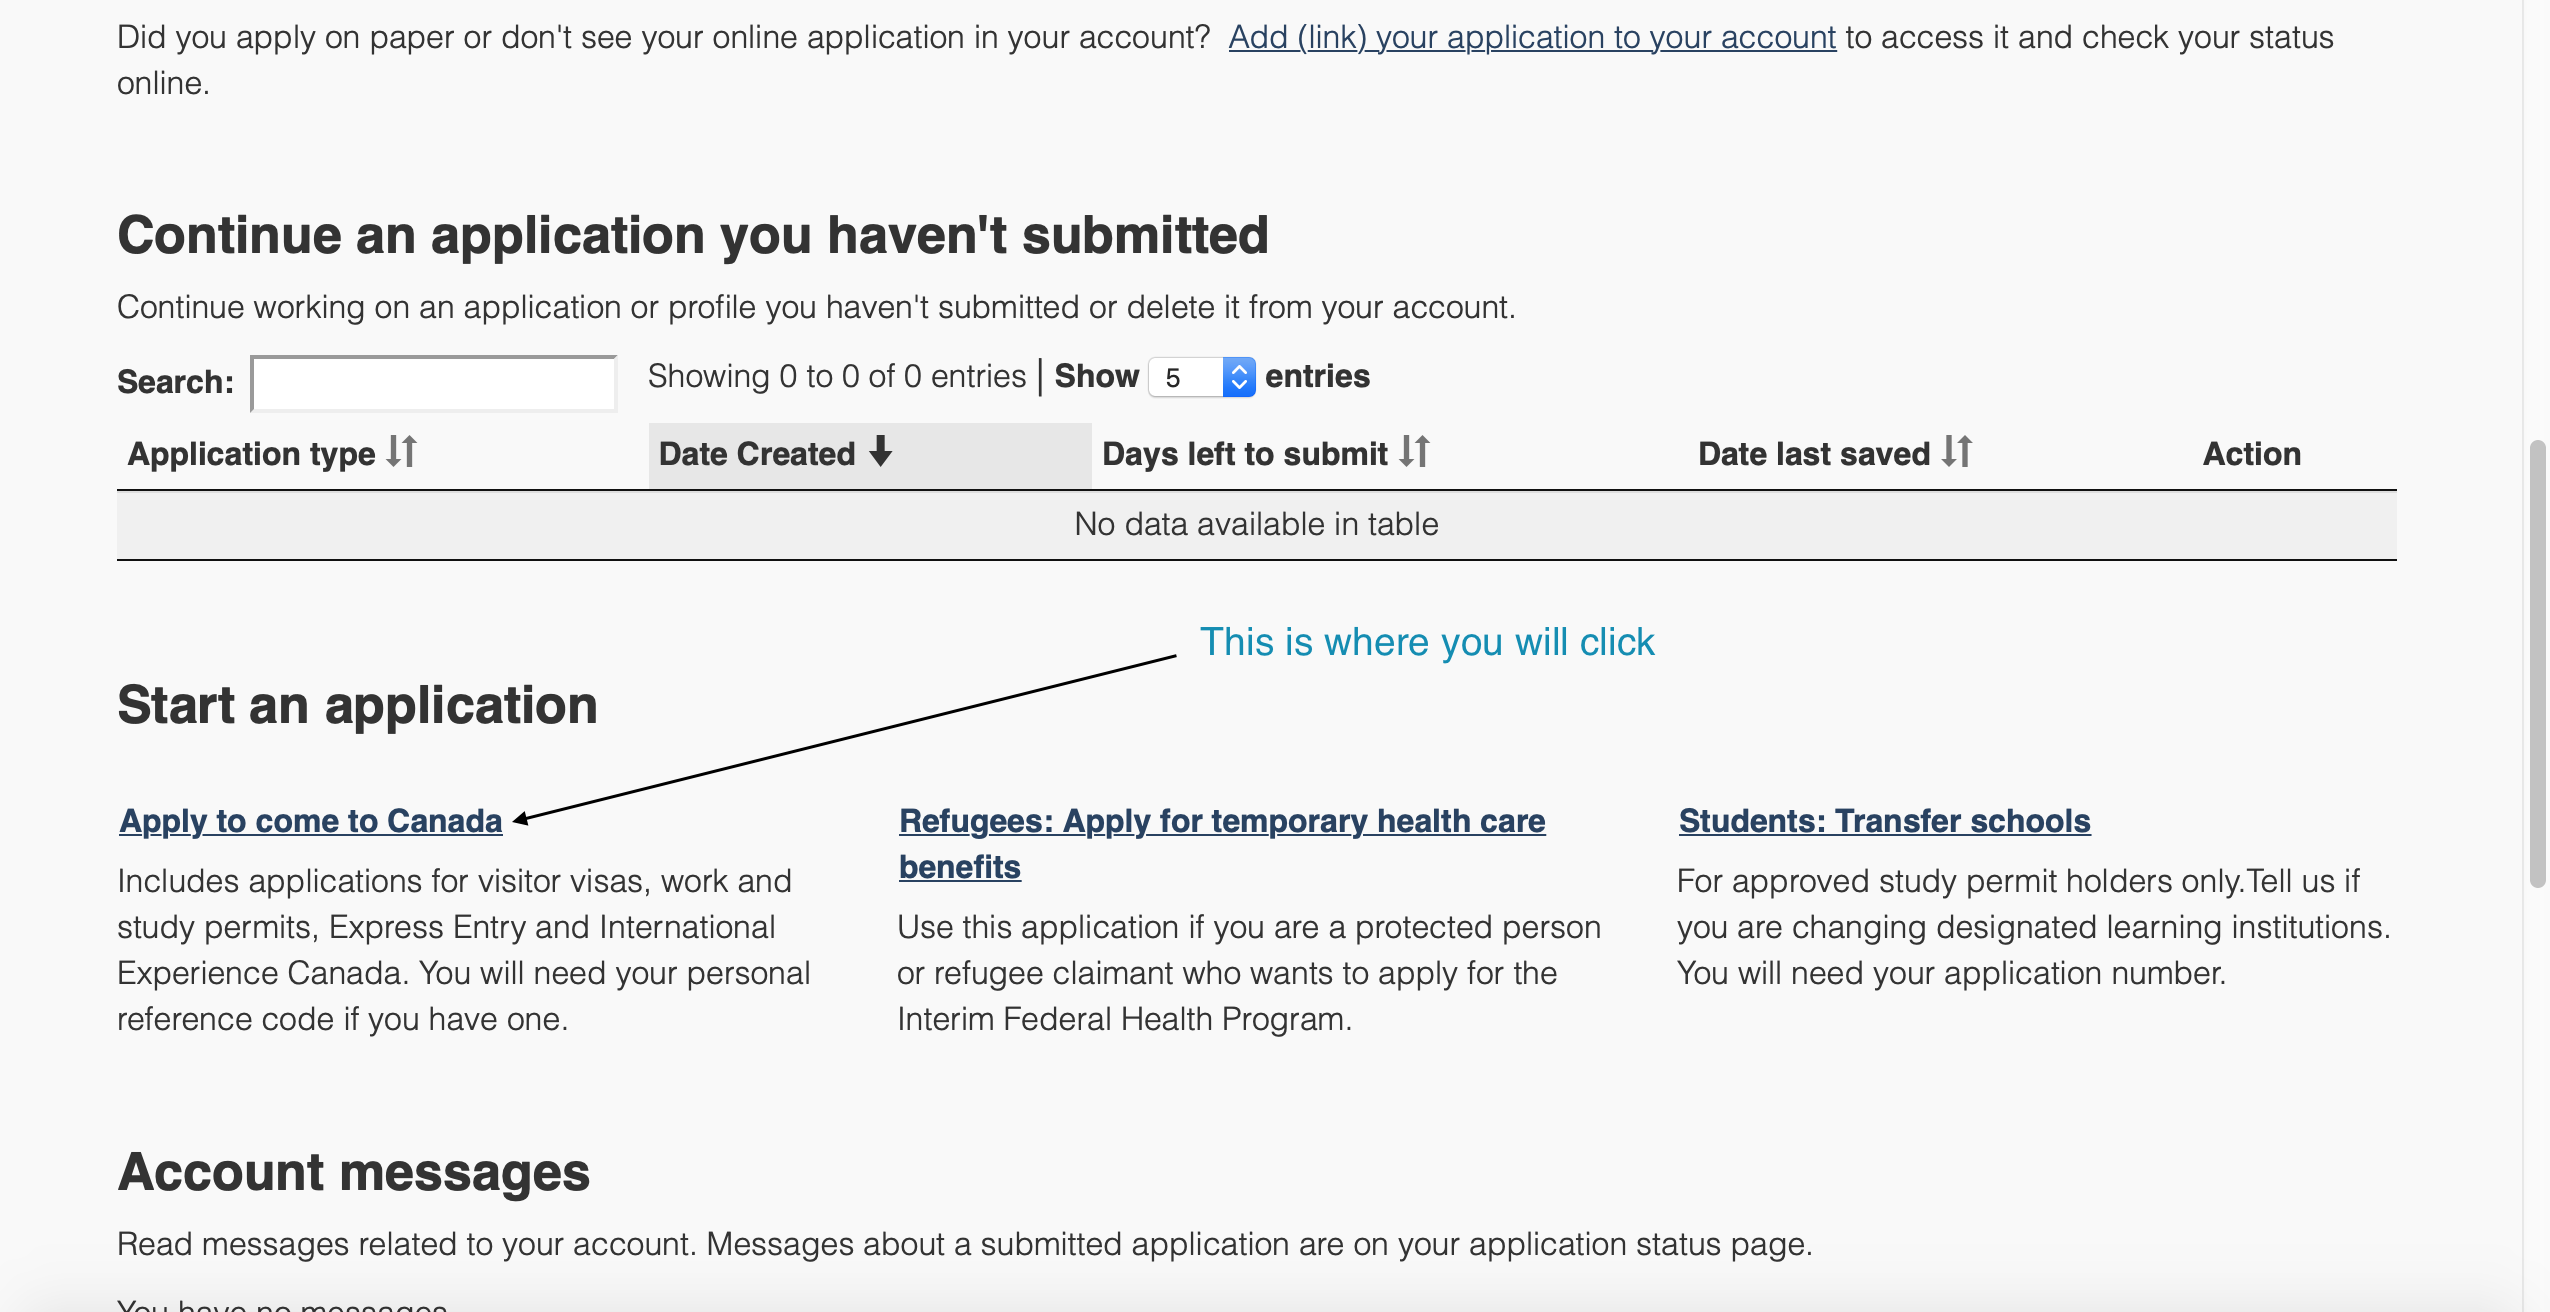 Did you apply on paper or don't see your online application in your account? Add (link) your application to your account to access it and check your status
online.
Continue an application you haven't submitted
Continue working on an application or profile you haven't submitted or delete it from your account.
Search: Showing 0 to 0 of 0 entries | Show 5 entries
Application type Date Created Days left to submit Date last saved Action
No data available in table
This is where you will click
Start an application
Apply to come to Canada
Includes applications for visitor visas, work and
study permits, Express Entry and International
Experience Canada. You will need your personal
reference code if you have one.
Refugees: Apply for temporary health care
benefits
Use this application if you are a protected person
or refugee claimant who wants to apply for the
Interim Federal Health Program.
Students: Transfer schools
For approved study permit holders only.Tell us if
you are changing designated learning institutions.
You will need your application number.
Account messages
Read messages related to your account. Messages about a submitted application are on your application status page.
You have no messages